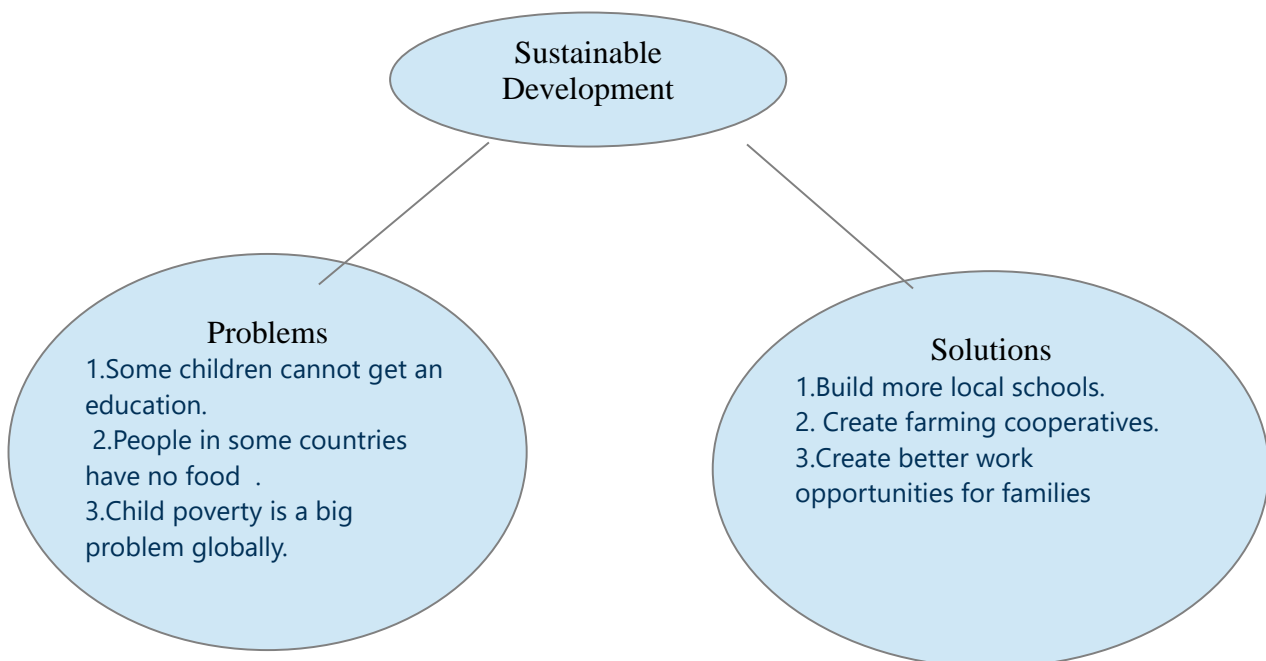 Sustainable
Development
Problems
1.Some children cannot get an
education.
2.People in some countries
have no food .
3.Child poverty is a big
problem globally.
Solutions
1.Build more local schools.
2. Create farming cooperatives.
3.Create better work
opportunities for families